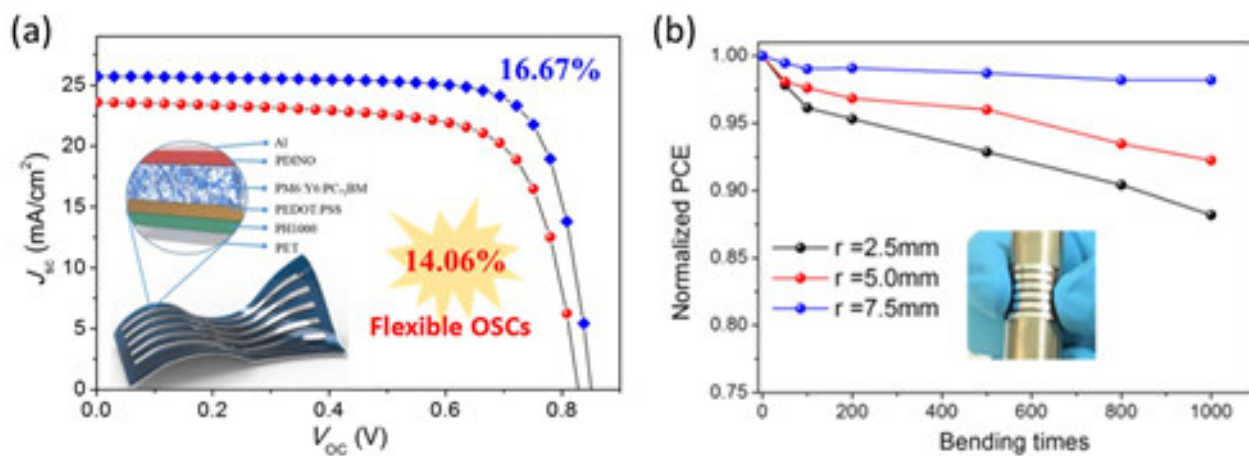 (a)
J_sc (mA/cm²)
25
20
15
10
5
0
0.0
0.2
0.4
0.6
0.8
V_OC (V)
16.67%
Al
PDINO
PM6:Y6:PC₇₁BM
PEDOT:PSS
PH1000
PET
14.06%
Flexible OSCs
(b)
Normalized PCE
1.00
0.95
0.90
0.85
0.80
0.75
0
200
400
600
800
1000
Bending times
r =2.5mm
r =5.0mm
r =7.5mm